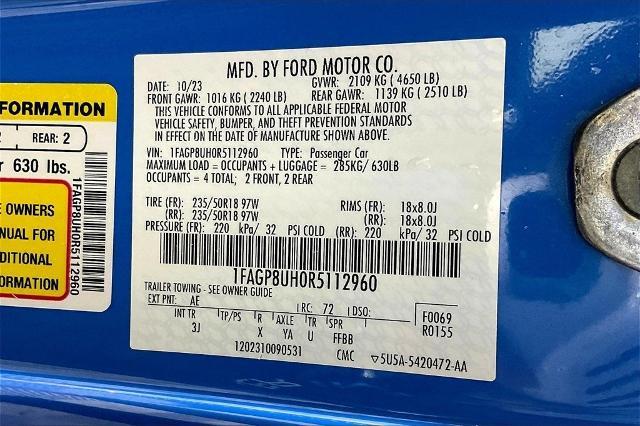 FORMATION
2
REAR: 2
r 630 lbs.
E OWNERS
NUAL FOR
DITIONAL
RMATION
1FAGP8UH0R5112960
MFD. BY FORD MOTOR CO.
DATE: 10/23 GVWR: 2109 KG ( 4650 LB)
FRONT GAWR: 1016 KG ( 2240 LB) REAR GAWR: 1139 KG ( 2510 LB)
THIS VEHICLE CONFORMS TO ALL APPLICABLE FEDERAL MOTOR
VEHICLE SAFETY, BUMPER, AND THEFT PREVENTION STANDARDS
IN EFFECT ON THE DATE OF MANUFACTURE SHOWN ABOVE.
VIN: 1FAGP8UH0R5112960 TYPE: Passenger Car
MAXIMUM LOAD = OCCUPANTS + LUGGAGE = 285KG/ 630LB
OCCUPANTS = 4 TOTAL; 2 FRONT, 2 REAR
TIRE (FR): 235/50R18 97W RIMS (FR): 18x8.0J
(RR): 235/50R18 97W (RR): 18x8.0J
PRESSURE (FR): 220 kPa/ 32 PSI COLD (RR): 220 kPa/ 32 PSI COLD
1FAGP8UH0R5112960
TRAILER TOWING - SEE OWNER GUIDE
EXT PNT: AE RC: 72 DSO: F0069
INT TR TP/PS R AXLE TR SPR R0155
3J X YA U FFBB
1202310090531 CMC 5U5A-5420472-AA